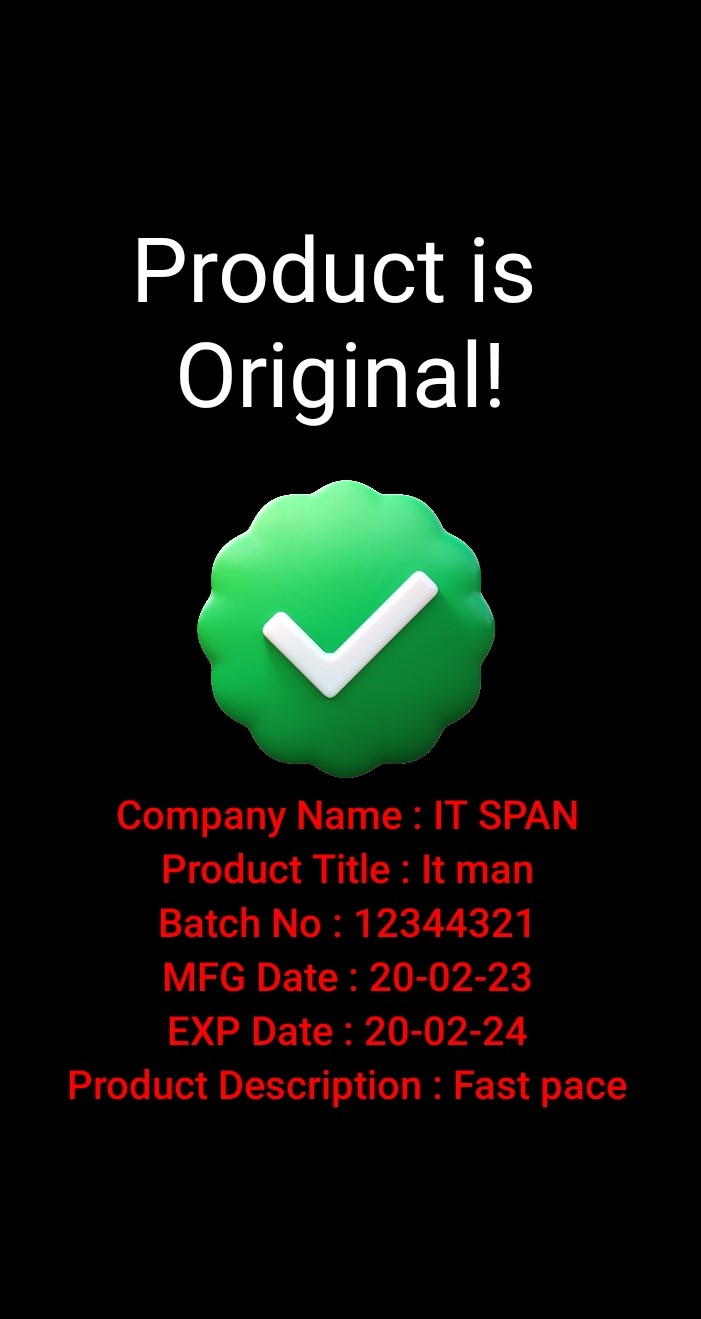 Product is
Original!
Company Name : IT SPAN
Product Title : It man
Batch No : 12344321
MFG Date : 20-02-23
EXP Date : 20-02-24
Product Description : Fast pace